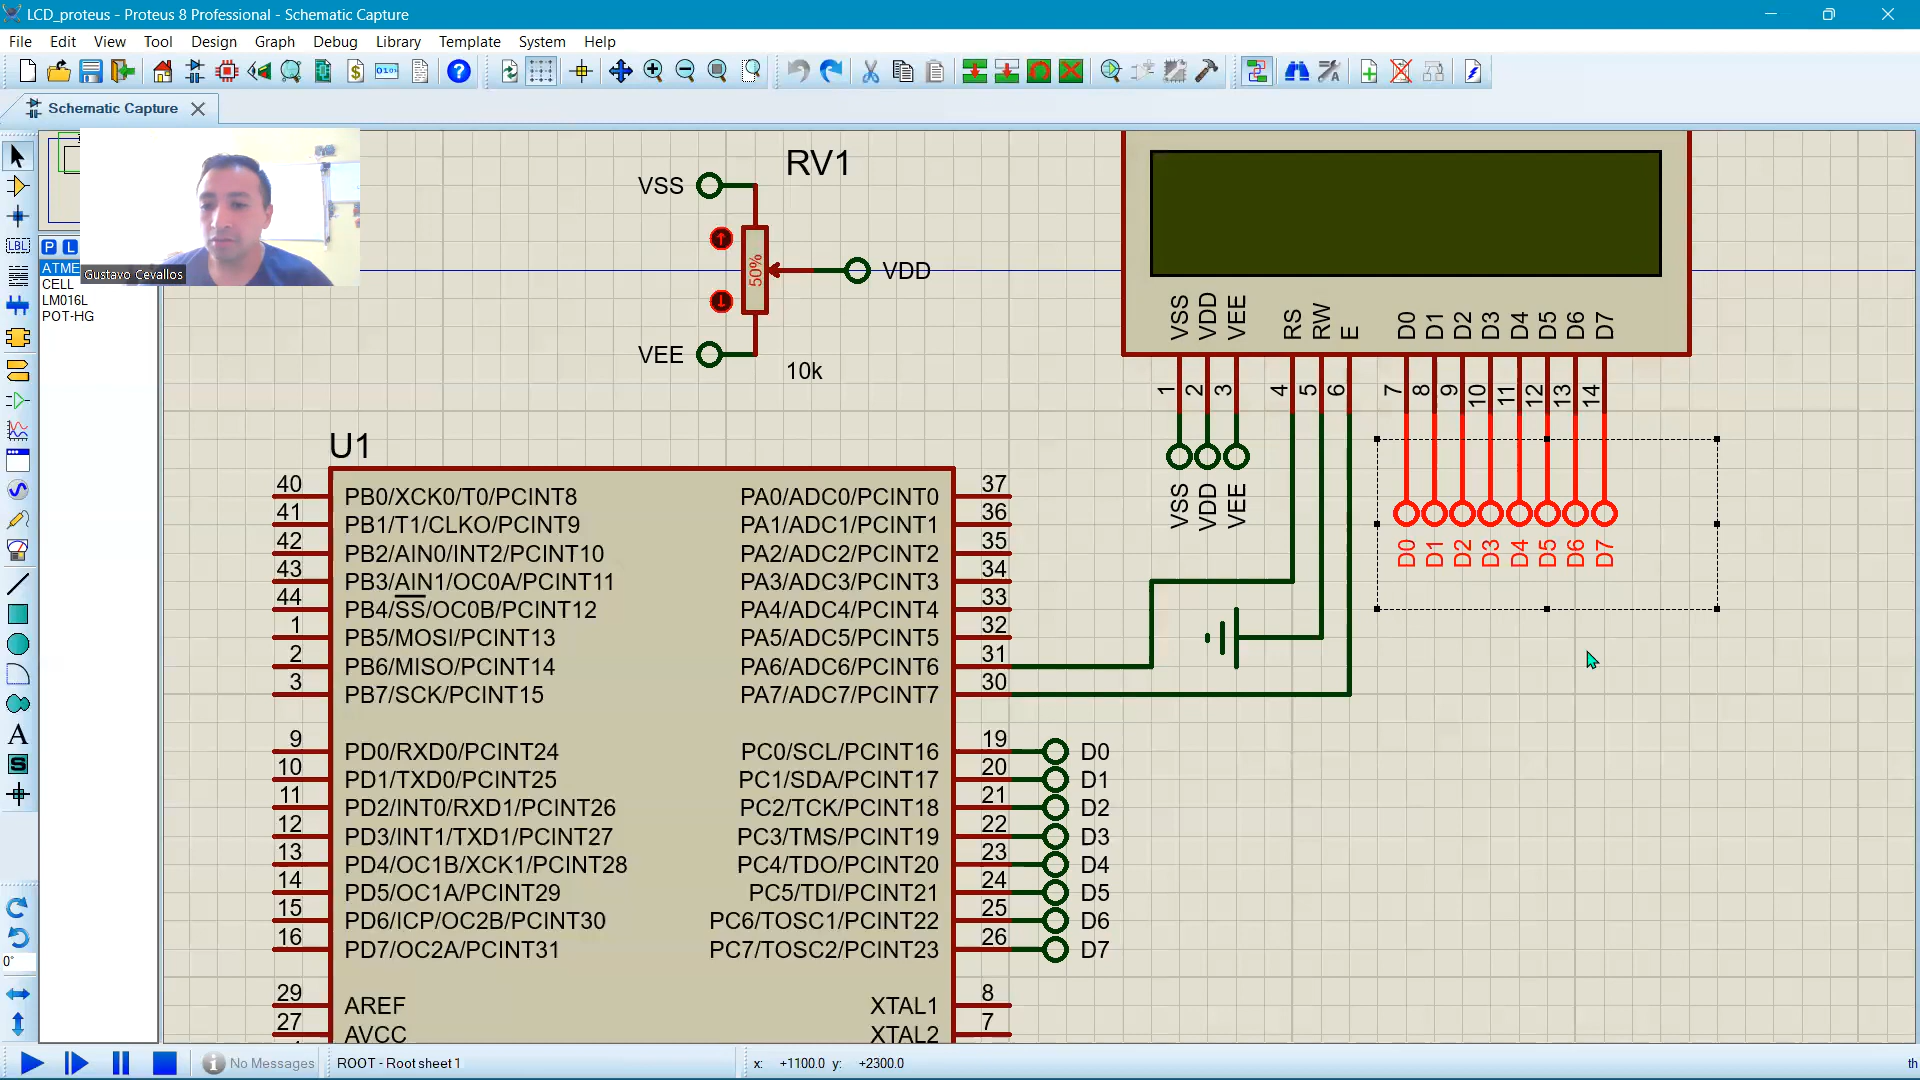 LCD_proteus - Proteus 8 Professional - Schematic Capture
File Edit View Tool Design Graph Debug Library Template System Help
Schematic Capture
P L
ATME
CELL
LM016L
POT-HG
Gustavo Cevallos
LBL
A
S
0°
RV1
VSS
50%
VDD
VEE
10k
VSS VDD VEE RS RW E D0 D1 D2 D3 D4 D5 D6 D7
1 2 3 4 5 6 7 8 9 10 11 12 13 14
VSS VDD VEE
D0 D1 D2 D3 D4 D5 D6 D7
U1
40 PB0/XCK0/T0/PCINT8 PA0/ADC0/PCINT0 37
41 PB1/T1/CLKO/PCINT9 PA1/ADC1/PCINT1 36
42 PB2/AIN0/INT2/PCINT10 PA2/ADC2/PCINT2 35
43 PB3/AIN1/OC0A/PCINT11 PA3/ADC3/PCINT3 34
44 PB4/SS/OC0B/PCINT12 PA4/ADC4/PCINT4 33
1 PB5/MOSI/PCINT13 PA5/ADC5/PCINT5 32
2 PB6/MISO/PCINT14 PA6/ADC6/PCINT6 31
3 PB7/SCK/PCINT15 PA7/ADC7/PCINT7 30
9 PD0/RXD0/PCINT24 PC0/SCL/PCINT16 19 D0
10 PD1/TXD0/PCINT25 PC1/SDA/PCINT17 20 D1
11 PD2/INT0/RXD1/PCINT26 PC2/TCK/PCINT18 21 D2
12 PD3/INT1/TXD1/PCINT27 PC3/TMS/PCINT19 22 D3
13 PD4/OC1B/XCK1/PCINT28 PC4/TDO/PCINT20 23 D4
14 PD5/OC1A/PCINT29 PC5/TDI/PCINT21 24 D5
15 PD6/ICP/OC2B/PCINT30 PC6/TOSC1/PCINT22 25 D6
16 PD7/OC2A/PCINT31 PC7/TOSC2/PCINT23 26 D7
29 AREF XTAL1 8
27 AVCC XTAL2 7
No Messages ROOT - Root sheet 1 x: +1100.0 y: +2300.0 th